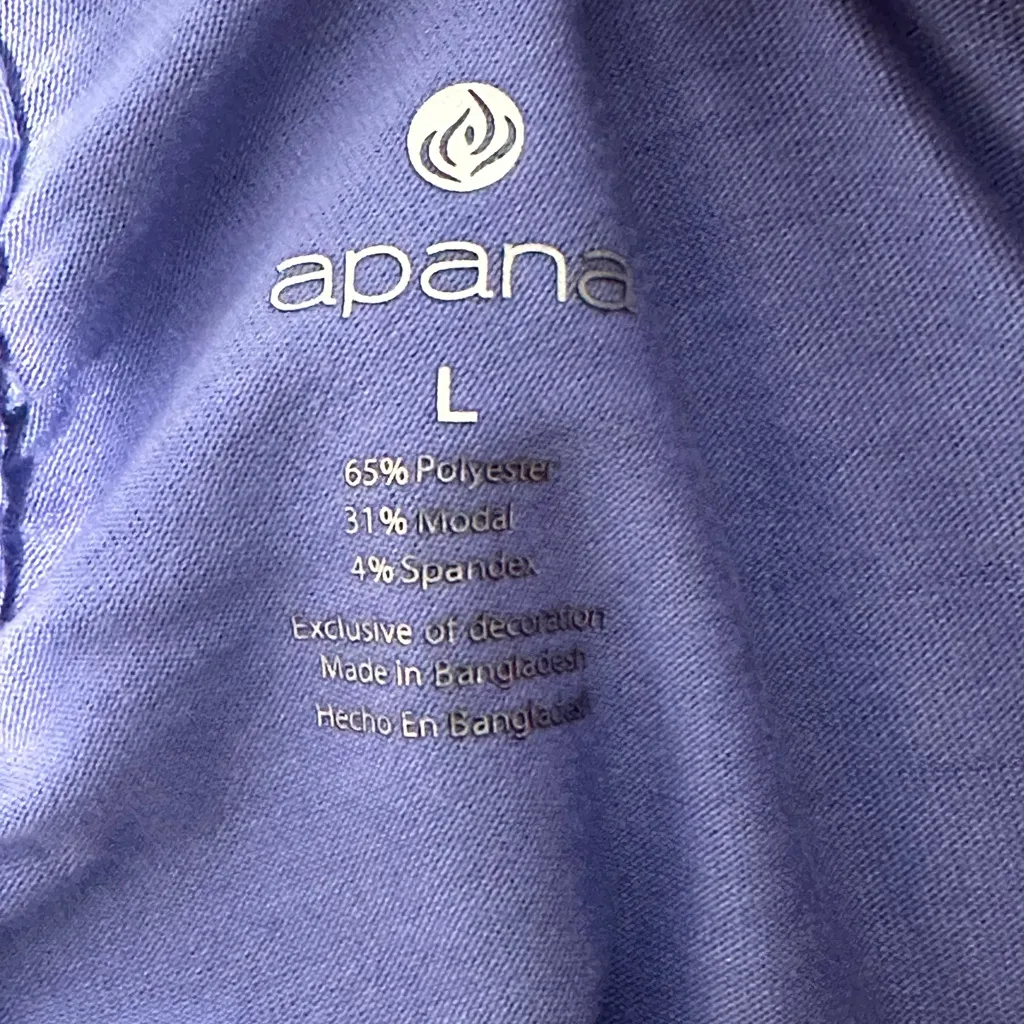 apana
L
65% Polyester
31% Modal
4% Spandex
Exclusive of decoration
Made in Bangladesh
Hecho En Bangladesh